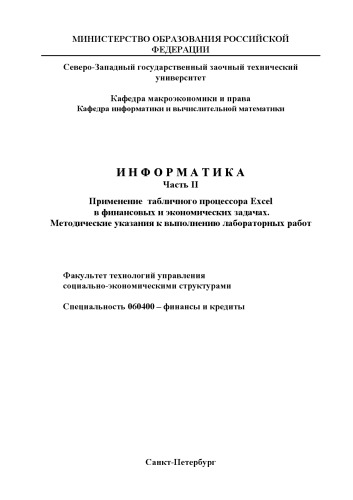 МИНИСТЕРСТВО ОБРАЗОВАНИЯ РОССИЙСКОЙ
ФЕДЕРАЦИИ
Северо-Западный государственный заочный технический
университет
Кафедра макроэкономики и права
Кафедра информатики и вычислительной математики
И Н Ф О Р М А Т И К А
Часть II
Применение табличного процессора Excel
в финансовых и экономических задачах.
Методические указания к выполнению лабораторных работ
Факультет технологий управления
социально-экономическими структурами
Специальность 060400 – финансы и кредиты
Санкт-Петербург